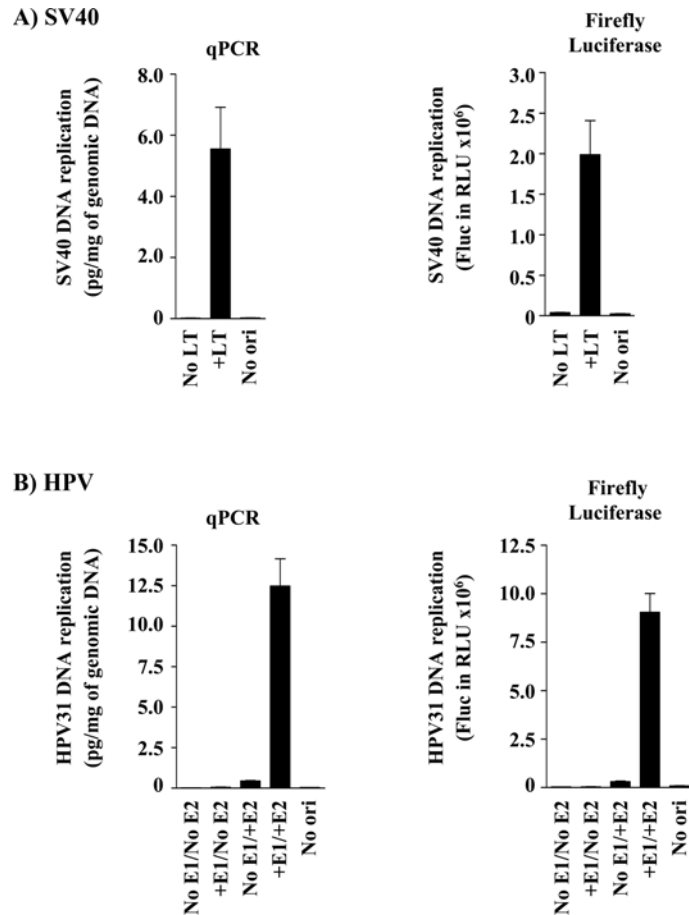 A) SV40
qPCR
SV40 DNA replication
(pg/mg of genomic DNA)
8.0
6.0
4.0
2.0
0
No LT
+LT
No ori
Firefly
Luciferase
SV40 DNA replication
(Fluc in RLU x10⁶)
3.0
2.5
2.0
1.0
0.5
0
No LT
+LT
No ori
B) HPV
qPCR
HPV31 DNA replication
(pg/mg of genomic DNA)
15.0
12.5
10.0
7.5
5.0
2.5
0
No E1/No E2
+E1/No E2
No E1/+E2
+E1/+E2
No ori
Firefly
Luciferase
HPV31 DNA replication
(Fluc in RLU x10⁶)
12.5
10.0
7.5
5.0
2.5
0
No E1/No E2
+E1/No E2
No E1/+E2
+E1/+E2
No ori